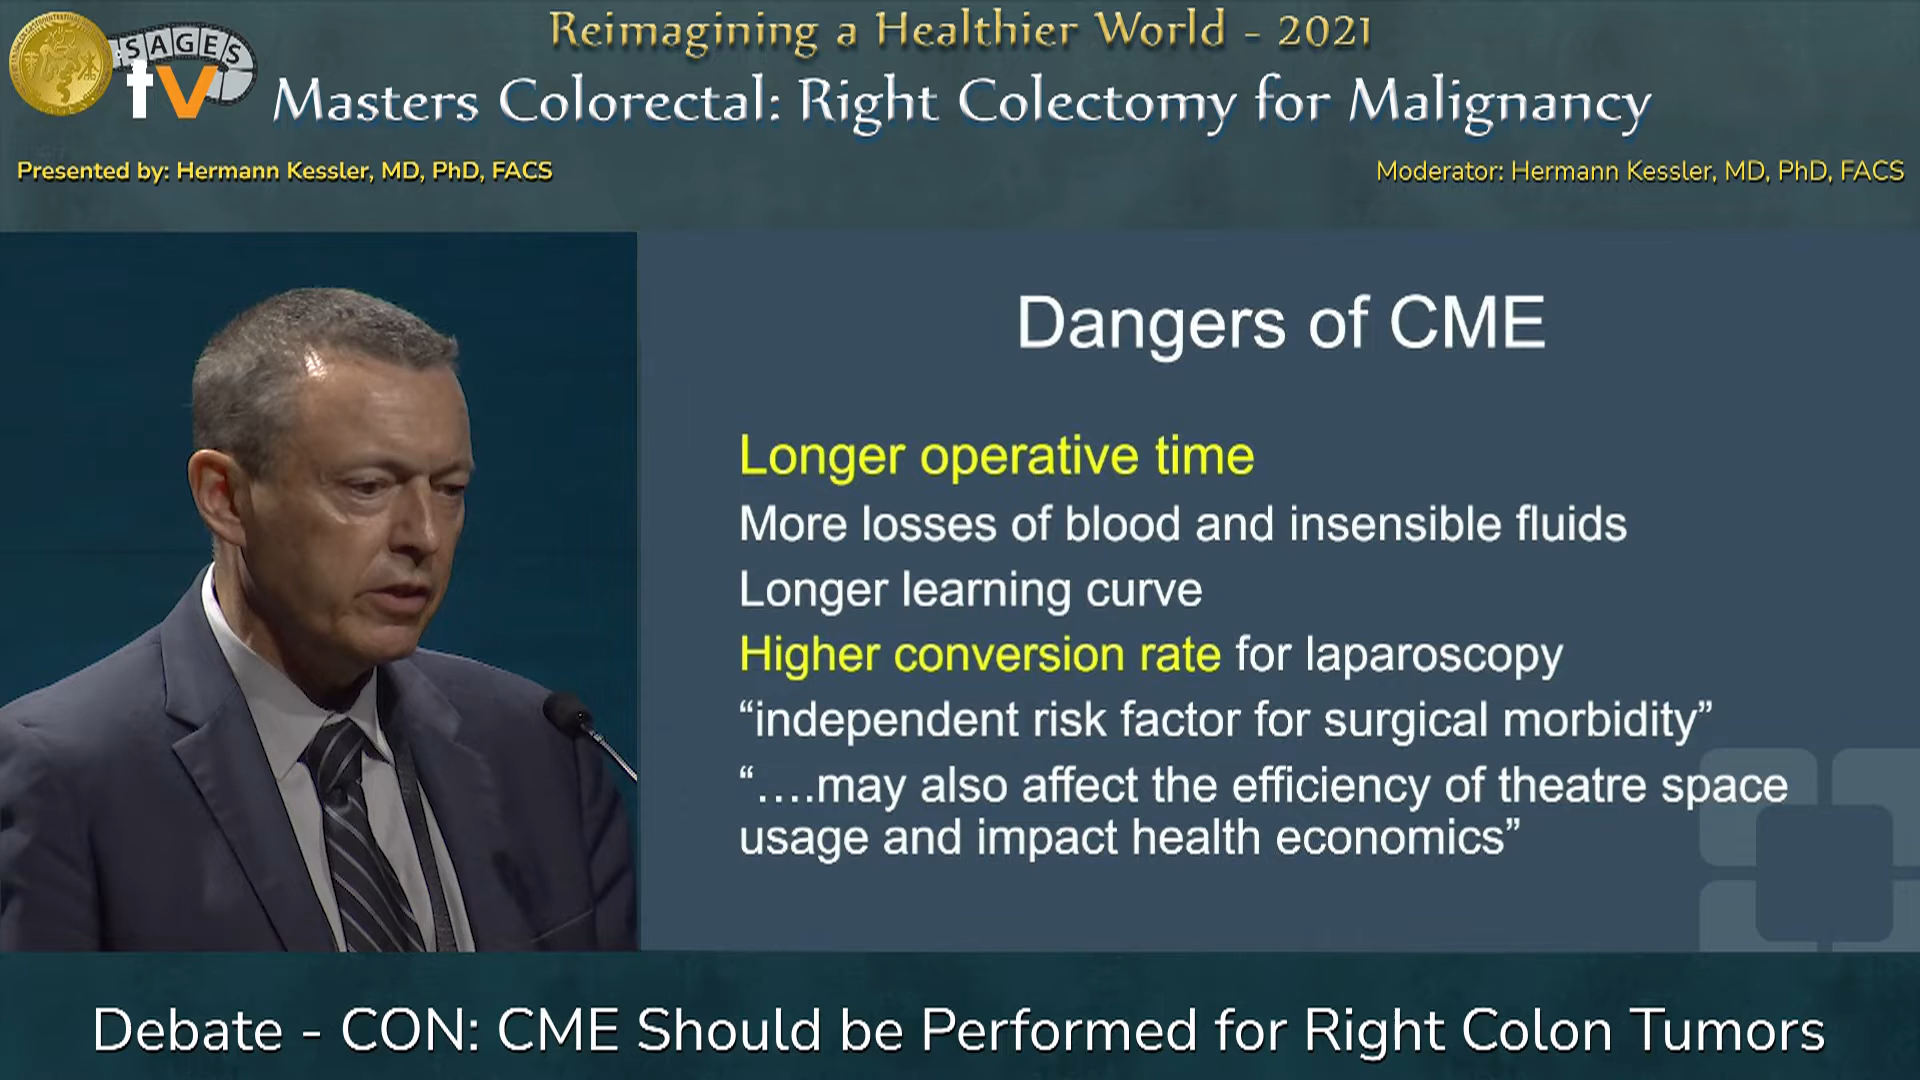 Reimagining a Healthier World - 2021
SAGES
tv
Masters Colorectal: Right Colectomy for Malignancy
Presented by: Hermann Kessler, MD, PhD, FACS
Moderator: Hermann Kessler, MD, PhD, FACS
Dangers of CME
Longer operative time
More losses of blood and insensible fluids
Longer learning curve
Higher conversion rate for laparoscopy
“independent risk factor for surgical morbidity”
“….may also affect the efficiency of theatre space
usage and impact health economics”
Debate - CON: CME Should be Performed for Right Colon Tumors